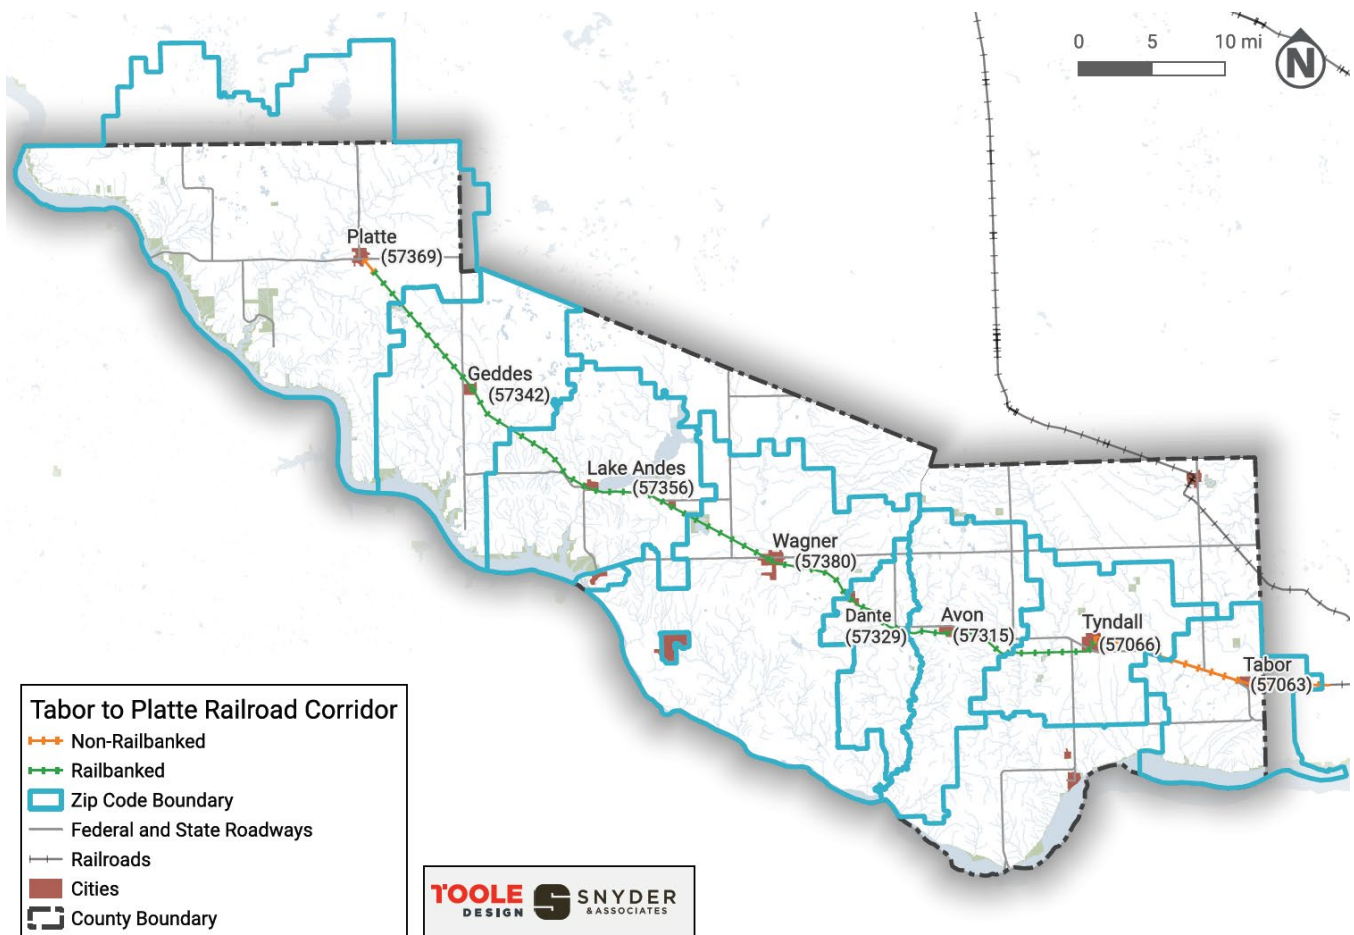 0 5 10 mi
N
Platte
(57369)
Geddes
(57342)
Lake Andes
(57356)
Wagner
(57380)
Dante
(57329)
Avon
(57315)
Tyndall
(57066)
Tabor
(57063)
Tabor to Platte Railroad Corridor
Non-Railbanked
Railbanked
Zip Code Boundary
Federal and State Roadways
Railroads
Cities
County Boundary
TOOLE
DESIGN
S
SNYDER
& ASSOCIATES